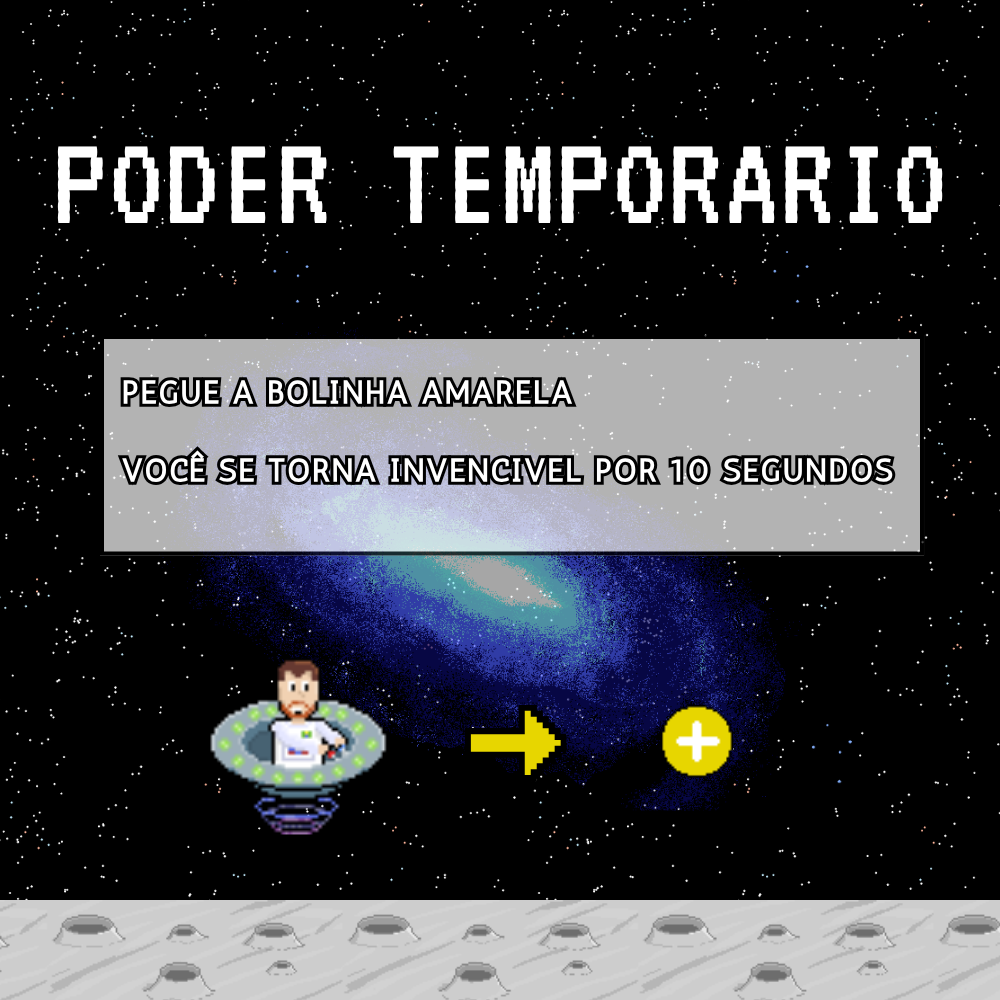 PODER TEMPORARIO
PEGUE A BOLINHA AMARELA
VOCÊ SE TORNA INVENCIVEL POR 10 SEGUNDOS